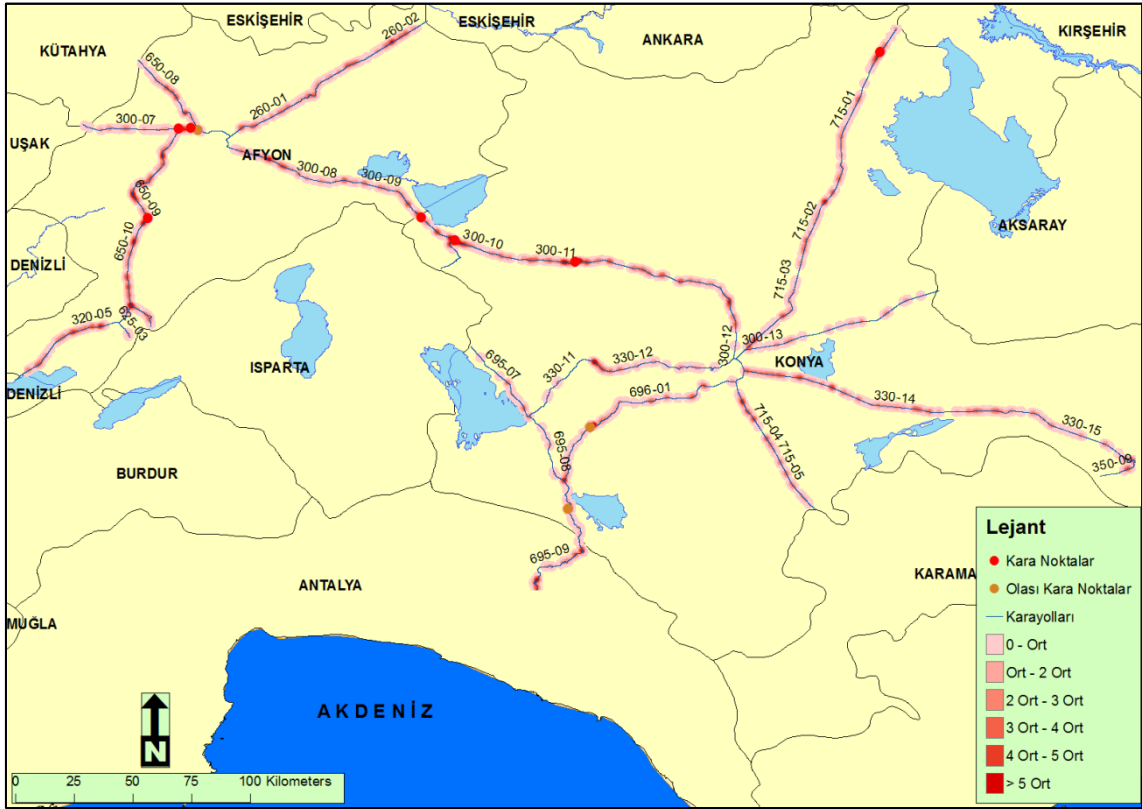 ESKİŞEHİR
ESKİŞEHİR
KÜTAHYA
ANKARA
KIRŞEHİR
260-02
650-08
260-01
715-01
300-07
UŞAK
AFYON
300-08
300-09
650-09
715-02
AKSARAY
650-10
300-10
300-11
DENİZLİ
715-03
320-05
625-03
300-12
300-13
ISPARTA
695-07
330-11
330-12
KONYA
DENİZLİ
696-01
330-14
715-04
715-05
330-15
350-09
BURDUR
695-08
695-09
ANTALYA
KARAMA
MUĞLA
AKDENİZ
N
0 25 50 75 100 Kilometers
Lejant
Kara Noktalar
Olası Kara Noktalar
Karayolları
0 - Ort
Ort - 2 Ort
2 Ort - 3 Ort
3 Ort - 4 Ort
4 Ort - 5 Ort
> 5 Ort